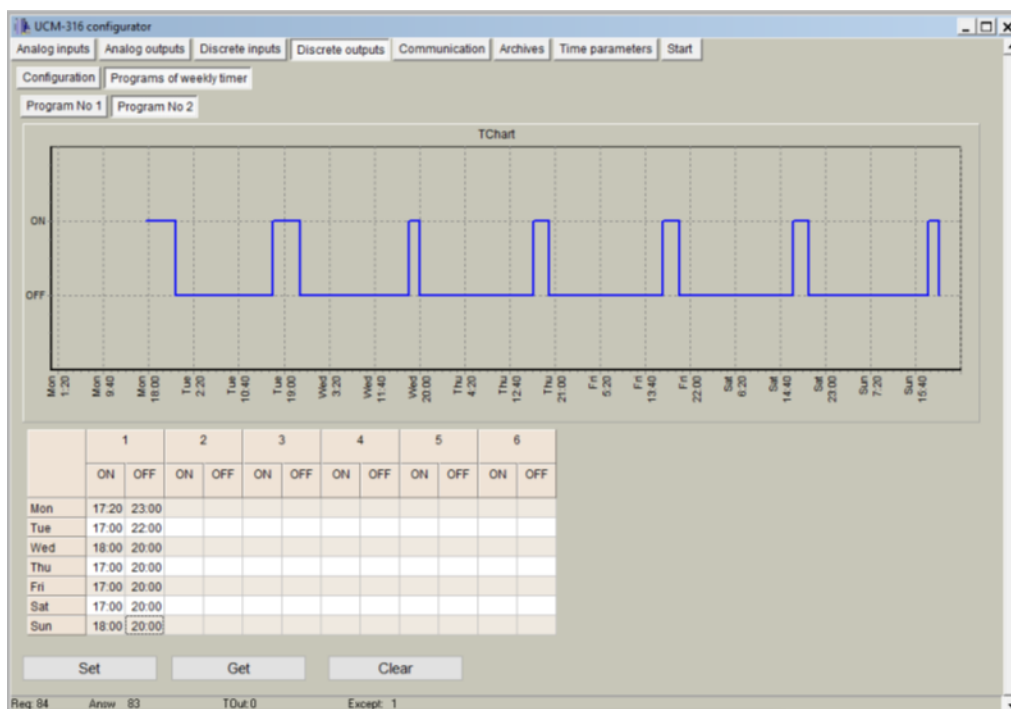 UCM-316 configurator
Analog inputs Analog outputs Discrete inputs Discrete outputs Communication Archives Time parameters Start
Configuration Programs of weekly timer
Program No 1 Program No 2
TChart
ON
OFF
Mon 1:20 Mon 9:40 Mon 18:00 Tue 2:20 Tue 10:40 Tue 19:00 Wed 3:20 Wed 11:40 Wed 20:00 Thu 4:20 Thu 12:40 Thu 21:00 Fri 5:20 Fri 13:40 Fri 22:00 Sat 6:20 Sat 14:40 Sat 23:00 Sun 7:20 Sun 15:40
1 2 3 4 5 6
ON OFF ON OFF ON OFF ON OFF ON OFF ON OFF
Mon 17:20 23:00
Tue 17:00 22:00
Wed 18:00 20:00
Thu 17:00 20:00
Fri 17:00 20:00
Sat 17:00 20:00
Sun 18:00 20:00
Set Get Clear
Req: 84 Answ 83 TOut:0 Except: 1